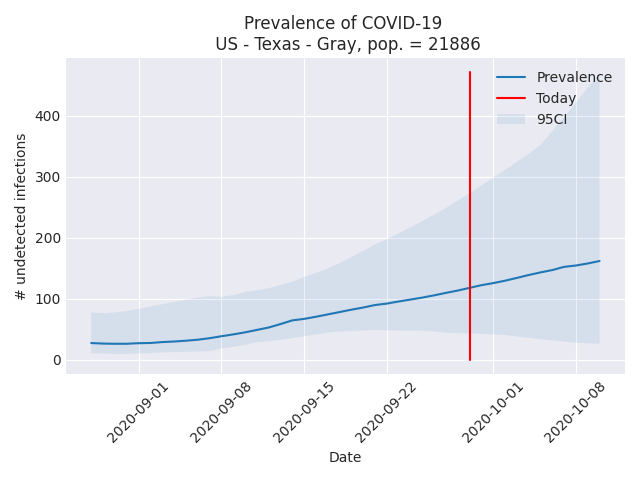 Prevalence of COVID-19
US - Texas - Gray, pop. = 21886
Prevalence
Today
95CI
# undetected infections
400
300
200
100
0
2020-09-01
2020-09-08
2020-09-15
2020-09-22
2020-10-01
2020-10-08
Date